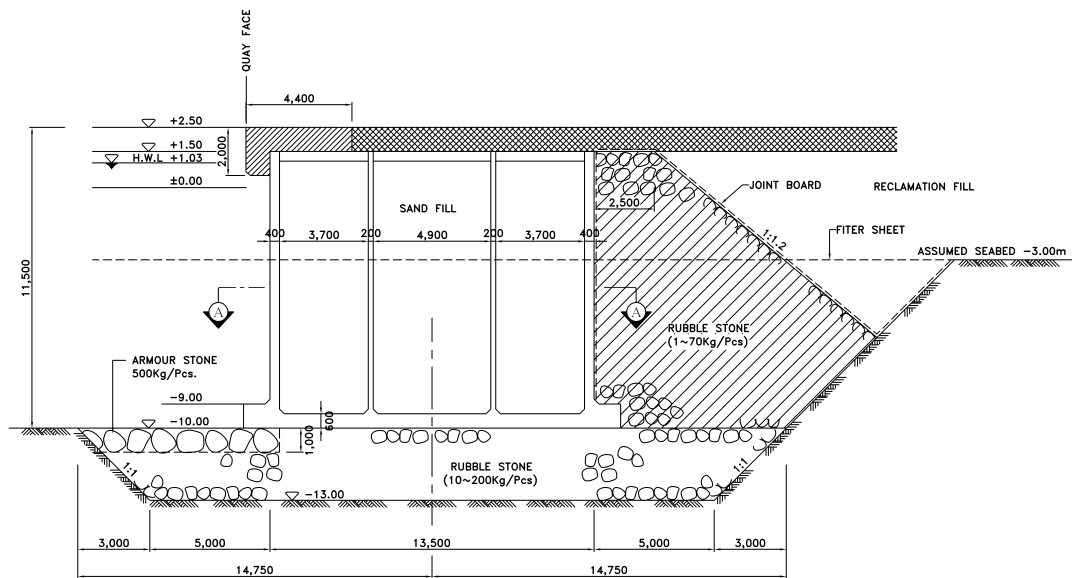 QUAY FACE
4,400
+2.50
+1.50
H.W.L +1.03
±0.00
2,000
11,500
SAND FILL
400
3,700
200
4,900
200
3,700
400
2,500
JOINT BOARD
RECLAMATION FILL
1:1.2
FITER SHEET
ASSUMED SEABED -3.00m
A
A
RUBBLE STONE
(1~70Kg/Pcs)
ARMOUR STONE
500Kg/Pcs.
-9.00
-10.00
1,000
600
1:1
RUBBLE STONE
(10~200Kg/Pcs)
1:1
-13.00
3,000
5,000
13,500
5,000
3,000
14,750
14,750